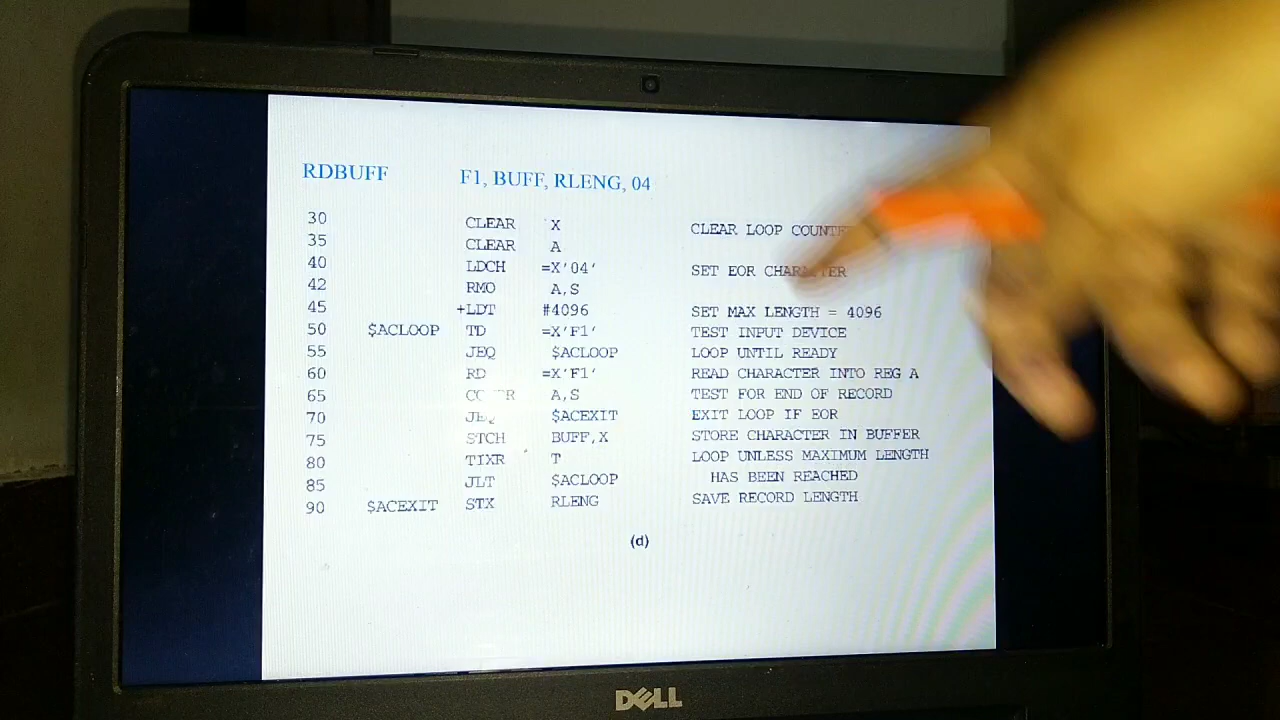 RDBUFF F1, BUFF, RLENG, 04
30 CLEAR X CLEAR LOOP COUNTE
35 CLEAR A
40 LDCH =X'04' SET EOR CHARACTER
42 RMO A,S
45 +LDT #4096 SET MAX LENGTH = 4096
50 $ACLOOP TD =X'F1' TEST INPUT DEVICE
55 JEQ $ACLOOP LOOP UNTIL READY
60 RD =X'F1' READ CHARACTER INTO REG A
65 A,S TEST FOR END OF RECORD
70 JEQ $ACEXIT EXIT LOOP IF EOR
75 STCH BUFF,X STORE CHARACTER IN BUFFER
80 TIXR T LOOP UNLESS MAXIMUM LENGTH
85 JLT $ACLOOP HAS BEEN REACHED
90 $ACEXIT STX RLENG SAVE RECORD LENGTH
(d)
DELL